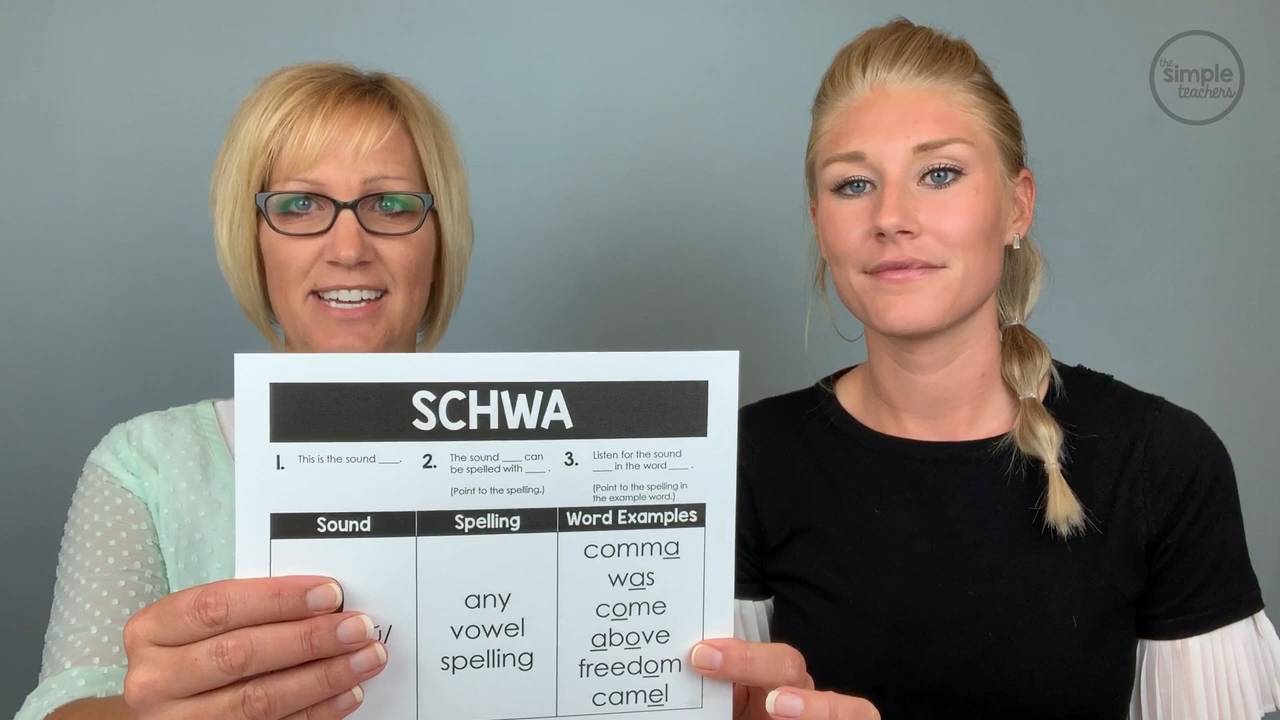 the
simple
teachers
SCHWA
1. This is the sound ___.
2. The sound ___ can
be spelled with ___ .
(Point to the spelling.)
3. Listen for the sound
___ in the word ___ .
(Point to the spelling in
the example word.)
Sound
Spelling
Word Examples
any
vowel
spelling
comma
was
come
above
freedom
camel